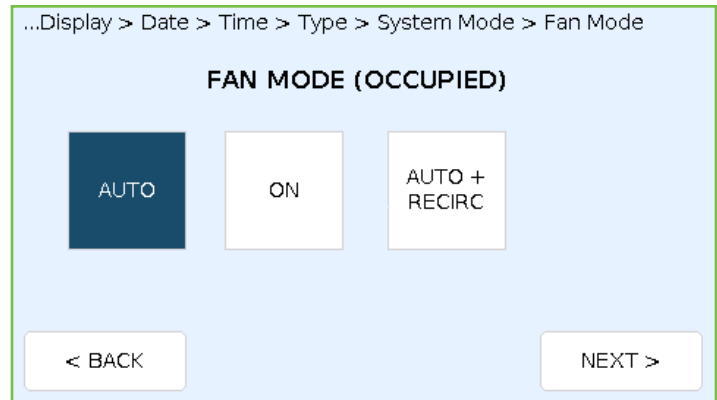 ...Display > Date > Time > Type > System Mode > Fan Mode
FAN MODE (OCCUPIED)
AUTO
ON
AUTO +
RECIRC
< BACK
NEXT >